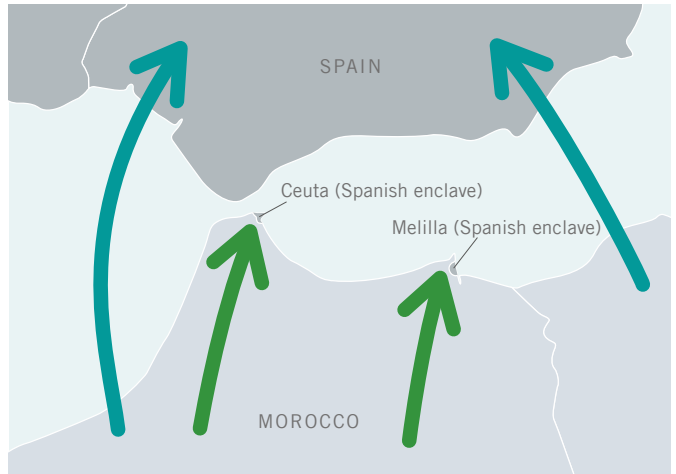 SPAIN
Ceuta (Spanish enclave)
Melilla (Spanish enclave)
MOROCCO